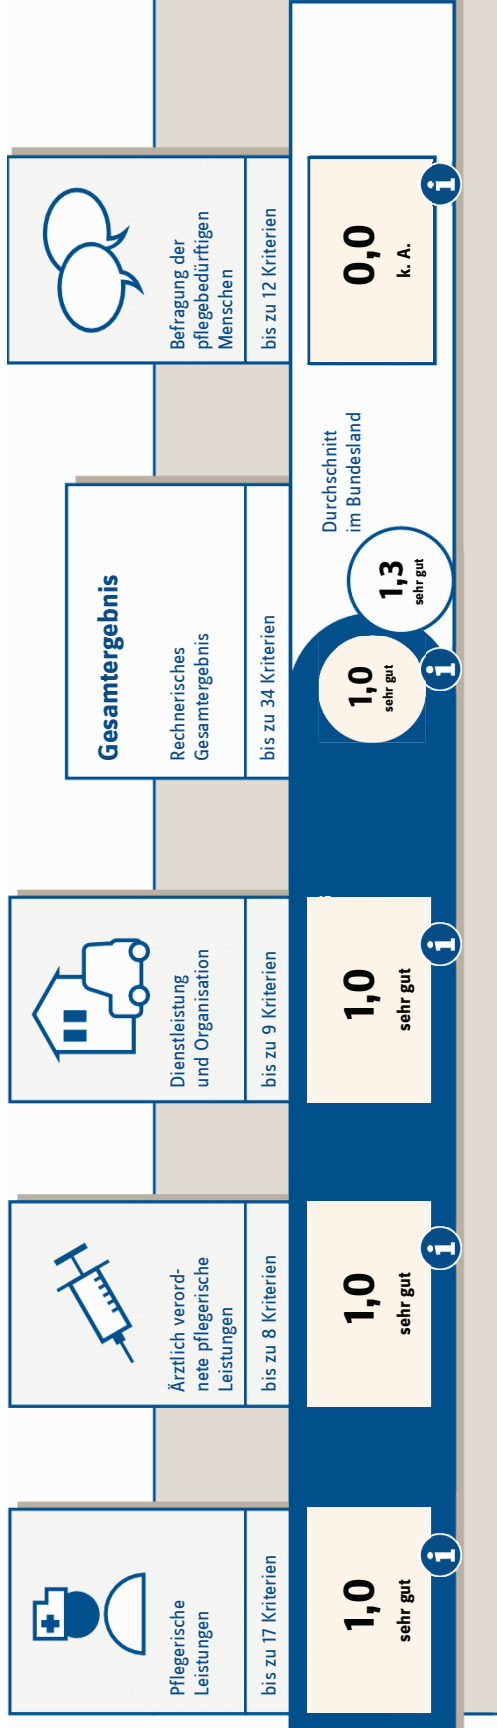 Pflegerische
Leistungen
bis zu 17 Kriterien
1,0
sehr gut
Ärztlich verord-
nete pflegerische
Leistungen
bis zu 8 Kriterien
1,0
sehr gut
Dienstleistung
und Organisation
bis zu 9 Kriterien
1,0
sehr gut
Gesamtergebnis
Rechnerisches
Gesamtergebnis
bis zu 34 Kriterien
1,0
sehr gut
1,3
sehr gut
Durchschnitt
im Bundesland
Befragung der
pflegebedürftigen
Menschen
bis zu 12 Kriterien
0,0
k. A.